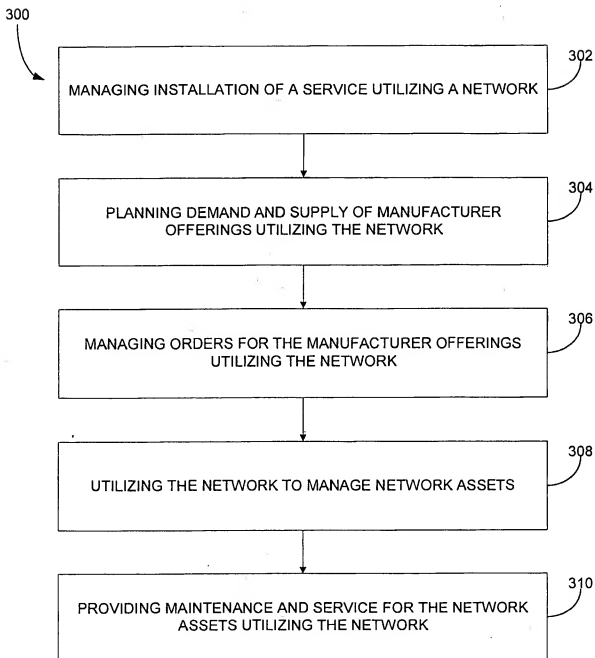 300
302
MANAGING INSTALLATION OF A SERVICE UTILIZING A NETWORK
304
PLANNING DEMAND AND SUPPLY OF MANUFACTURER
OFFERINGS UTILIZING THE NETWORK
306
MANAGING ORDERS FOR THE MANUFACTURER OFFERINGS
UTILIZING THE NETWORK
308
UTILIZING THE NETWORK TO MANAGE NETWORK ASSETS
310
PROVIDING MAINTENANCE AND SERVICE FOR THE NETWORK
ASSETS UTILIZING THE NETWORK